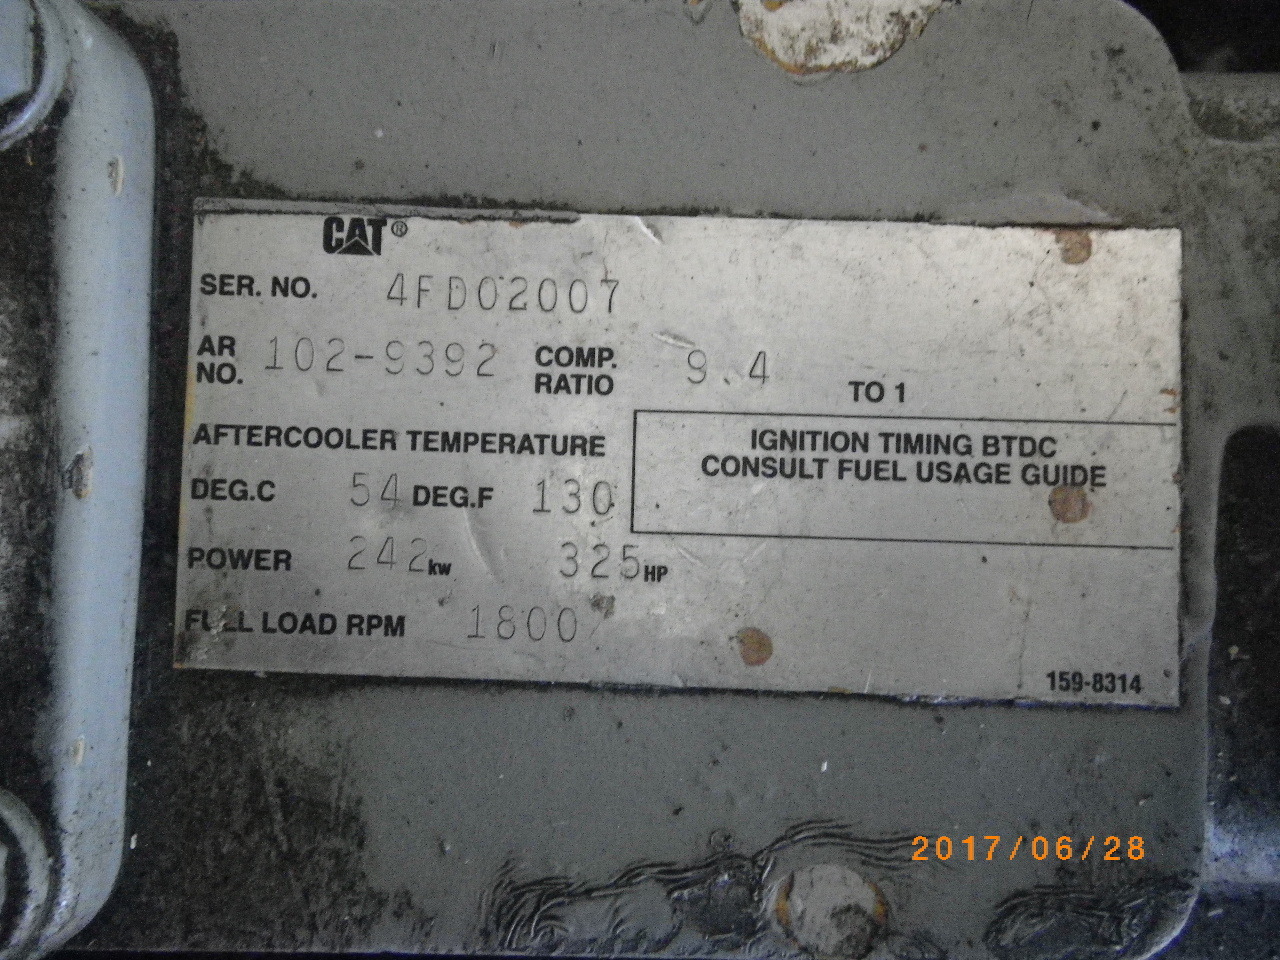 CAT®
SER. NO. 4FD02007
AR NO. 102-9392 COMP. RATIO 9.4 TO 1
AFTERCOOLER TEMPERATURE
DEG.C 54 DEG.F 130
IGNITION TIMING BTDC
CONSULT FUEL USAGE GUIDE
POWER 242 kw 325 HP
FULL LOAD RPM 1800
159-8314
2017/06/28